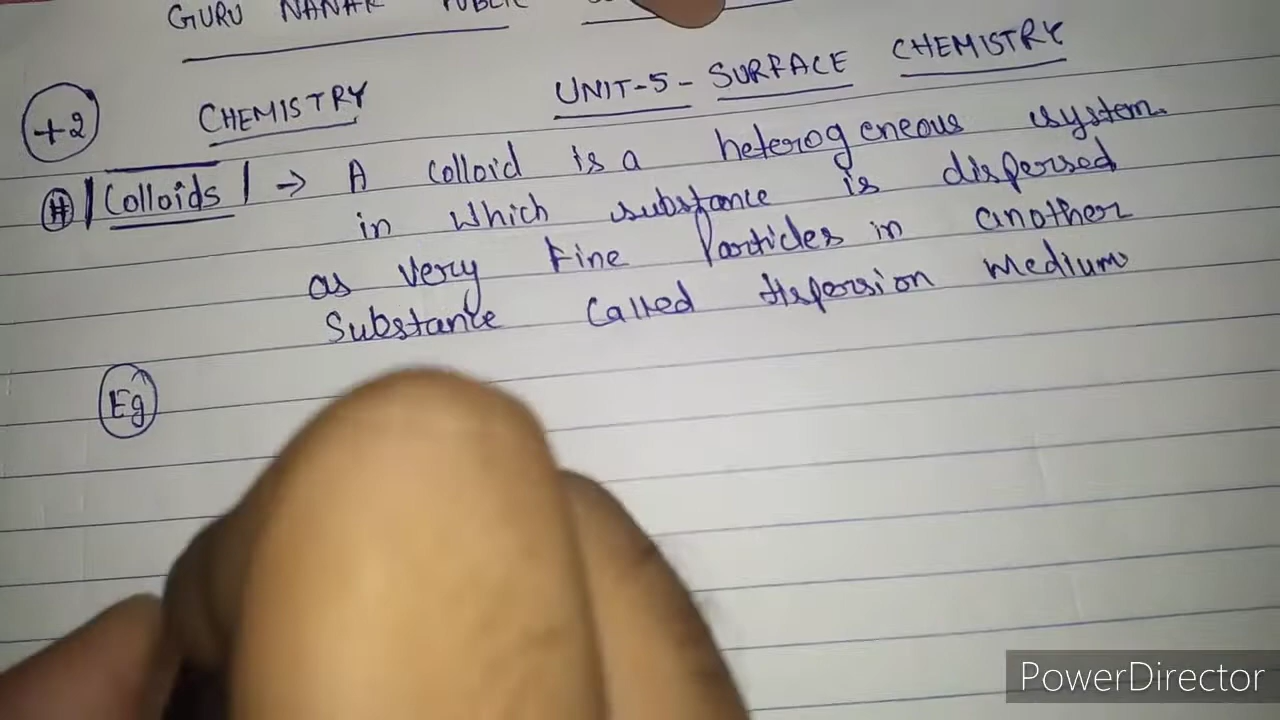 GURU NANAK PUBLIC
+2 CHEMISTRY UNIT-5-SURFACE CHEMISTRY
# Colloids → A colloid is a heterogeneous system
in which substance is dispersed
as very Fine Particles in another
Substance called dispersion medium
Eg
PowerDirector